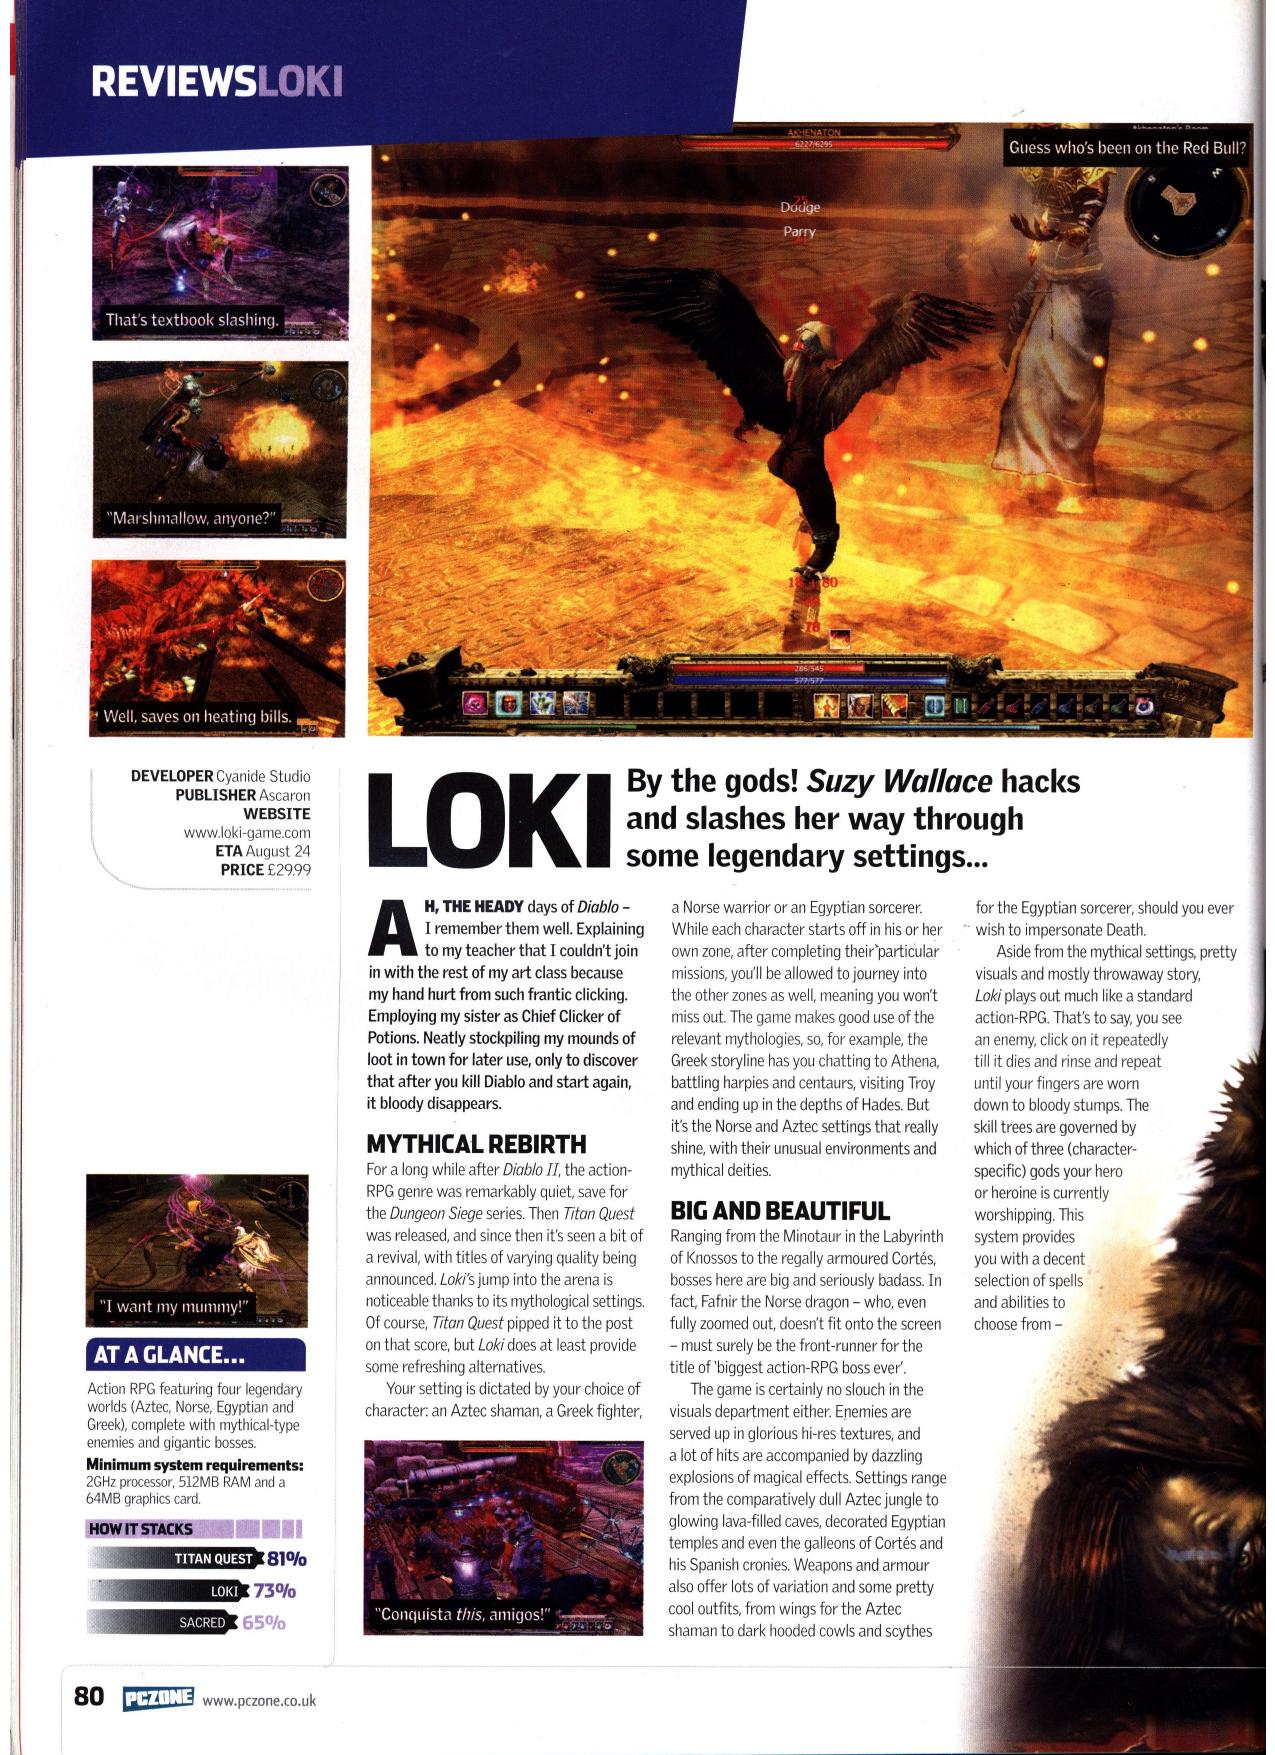 REVIEWSLOKI
AKHENATON
6227/6295
Akhenaton's Room
Guess who's been on the Red Bull?
25
Dodge
Parry
80
286/545
577/577
That's textbook slashing.
"Marshmallow, anyone?"
Well, saves on heating bills.
DEVELOPER Cyanide Studio
PUBLISHER Ascaron
WEBSITE
www.loki-game.com
ETA August 24
PRICE £29.99
LOKI
By the gods! Suzy Wallace hacks
and slashes her way through
some legendary settings...
AH, THE HEADY days of Diablo –
I remember them well. Explaining
to my teacher that I couldn't join
in with the rest of my art class because
my hand hurt from such frantic clicking.
Employing my sister as Chief Clicker of
Potions. Neatly stockpiling my mounds of
loot in town for later use, only to discover
that after you kill Diablo and start again,
it bloody disappears.
MYTHICAL REBIRTH
For a long while after Diablo II, the action-
RPG genre was remarkably quiet, save for
the Dungeon Siege series. Then Titan Quest
was released, and since then it's seen a bit of
a revival, with titles of varying quality being
announced. Loki's jump into the arena is
noticeable thanks to its mythological settings.
Of course, Titan Quest pipped it to the post
on that score, but Loki does at least provide
some refreshing alternatives.
Your setting is dictated by your choice of
character: an Aztec shaman, a Greek fighter,
"Conquista this, amigos!"
a Norse warrior or an Egyptian sorcerer.
While each character starts off in his or her
own zone, after completing their particular
missions, you'll be allowed to journey into
the other zones as well, meaning you won't
miss out. The game makes good use of the
relevant mythologies, so, for example, the
Greek storyline has you chatting to Athena,
battling harpies and centaurs, visiting Troy
and ending up in the depths of Hades. But
it's the Norse and Aztec settings that really
shine, with their unusual environments and
mythical deities.
BIG AND BEAUTIFUL
Ranging from the Minotaur in the Labyrinth
of Knossos to the regally armoured Cortés,
bosses here are big and seriously badass. In
fact, Fafnir the Norse dragon – who, even
fully zoomed out, doesn't fit onto the screen
– must surely be the front-runner for the
title of 'biggest action-RPG boss ever'.
The game is certainly no slouch in the
visuals department either. Enemies are
served up in glorious hi-res textures, and
a lot of hits are accompanied by dazzling
explosions of magical effects. Settings range
from the comparatively dull Aztec jungle to
glowing lava-filled caves, decorated Egyptian
temples and even the galleons of Cortés and
his Spanish cronies. Weapons and armour
also offer lots of variation and some pretty
cool outfits, from wings for the Aztec
shaman to dark hooded cowls and scythes
for the Egyptian sorcerer, should you ever
wish to impersonate Death.
Aside from the mythical settings, pretty
visuals and mostly throwaway story,
Loki plays out much like a standard
action-RPG. That's to say, you see
an enemy, click on it repeatedly
till it dies and rinse and repeat
until your fingers are worn
down to bloody stumps. The
skill trees are governed by
which of three (character-
specific) gods your hero
or heroine is currently
worshipping. This
system provides
you with a decent
selection of spells
and abilities to
choose from –
"I want my mummy!"
AT A GLANCE...
Action RPG featuring four legendary
worlds (Aztec, Norse, Egyptian and
Greek), complete with mythical-type
enemies and gigantic bosses.
Minimum system requirements:
2GHz processor, 512MB RAM and a
64MB graphics card.
HOW IT STACKS
TITAN QUEST 81%
LOKI 73%
SACRED 65%
80 PCZONE www.pczone.co.uk